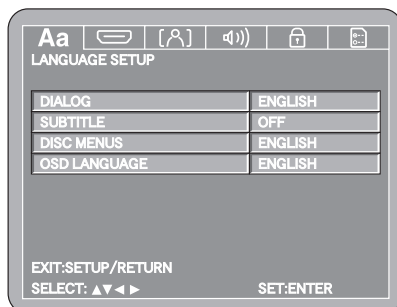 Aa
LANGUAGE SETUP
DIALOG ENGLISH
SUBTITLE OFF
DISC MENUS ENGLISH
OSD LANGUAGE ENGLISH
EXIT:SETUP/RETURN
SELECT: ▲▼◄ ► SET:ENTER